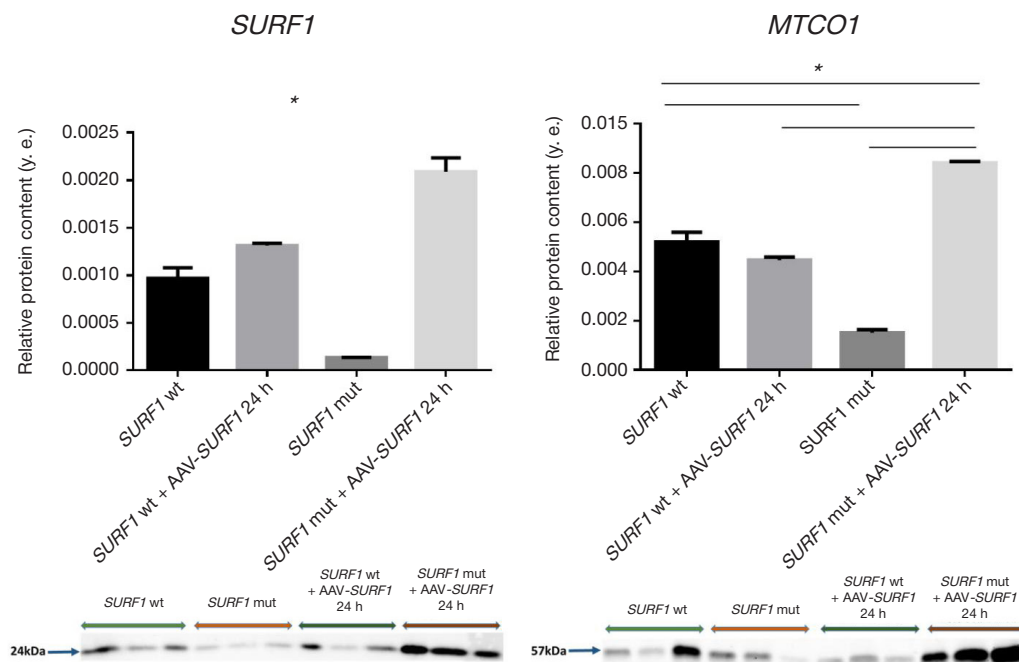 SURF1
*
Relative protein content (y. e.)
0.0025
0.0020
0.0015
0.0010
0.0005
0.0000
SURF1 wt
SURF1 wt + AAV-SURF1 24 h
SURF1 mut
SURF1 mut + AAV-SURF1 24 h
SURF1 wt
SURF1 mut
SURF1 wt
+ AAV-SURF1
24 h
SURF1 mut
+ AAV-SURF1
24 h
24kDa
MTCO1
*
Relative protein content (y. e.)
0.015
0.008
0.006
0.004
0.002
0.000
SURF1 wt
SURF1 wt + AAV-SURF1 24 h
SURF1 mut
SURF1 mut + AAV-SURF1 24 h
SURF1 wt
SURF1 mut
SURF1 wt
+ AAV-SURF1
24 h
SURF1 mut
+ AAV-SURF1
24 h
57kDa